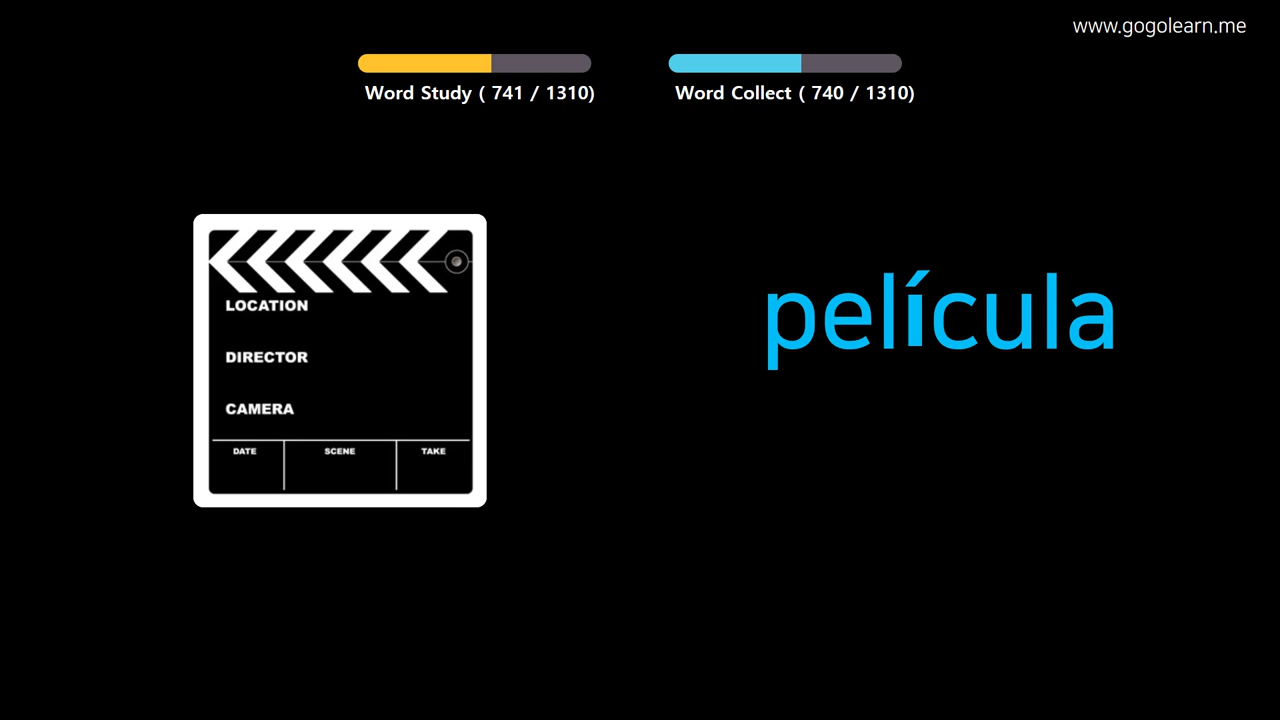 www.gogolearn.me
Word Study ( 741 / 1310)
Word Collect ( 740 / 1310)
LOCATION
DIRECTOR
CAMERA
DATE SCENE TAKE
película